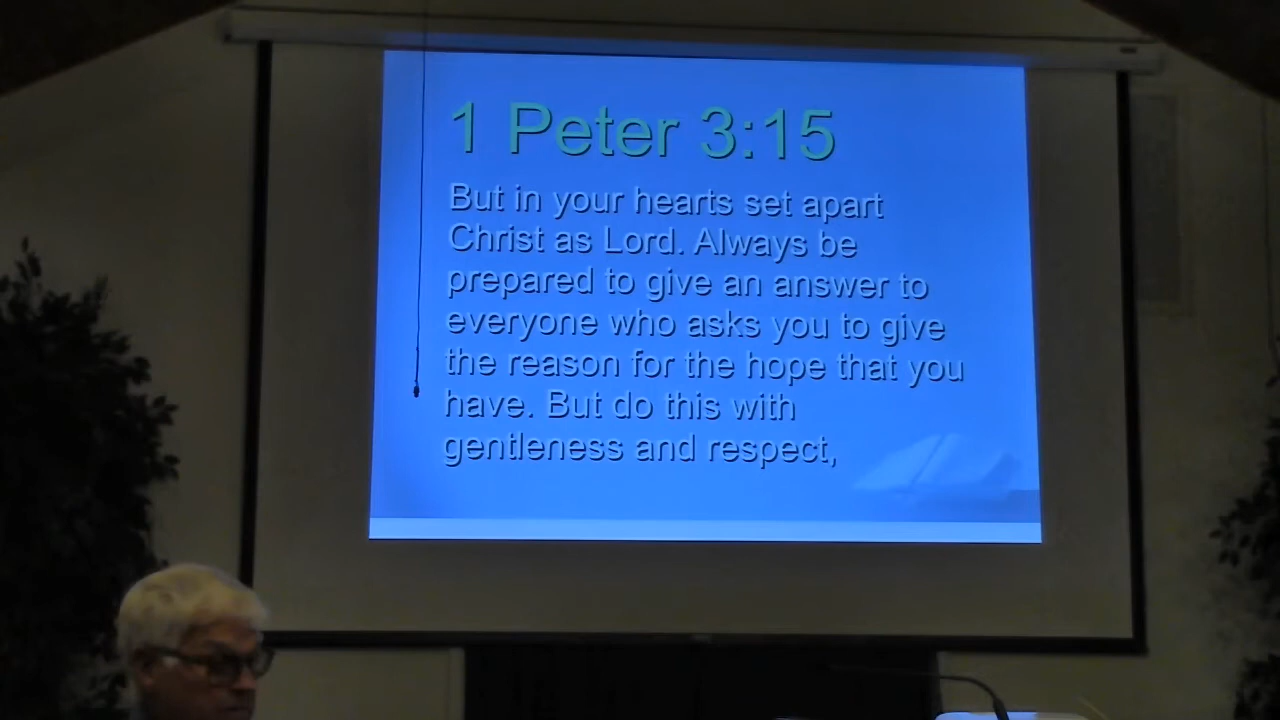 1 Peter 3:15
But in your hearts set apart
Christ as Lord. Always be
prepared to give an answer to
everyone who asks you to give
the reason for the hope that you
have. But do this with
gentleness and respect,